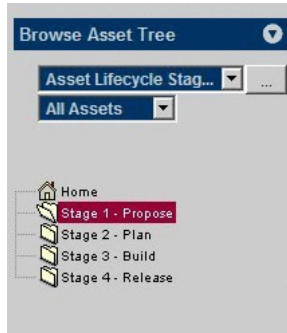 Browse Asset Tree
Asset Lifecycle Stag...
...
All Assets
Home
Stage 1 - Propose
Stage 2 - Plan
Stage 3 - Build
Stage 4 - Release